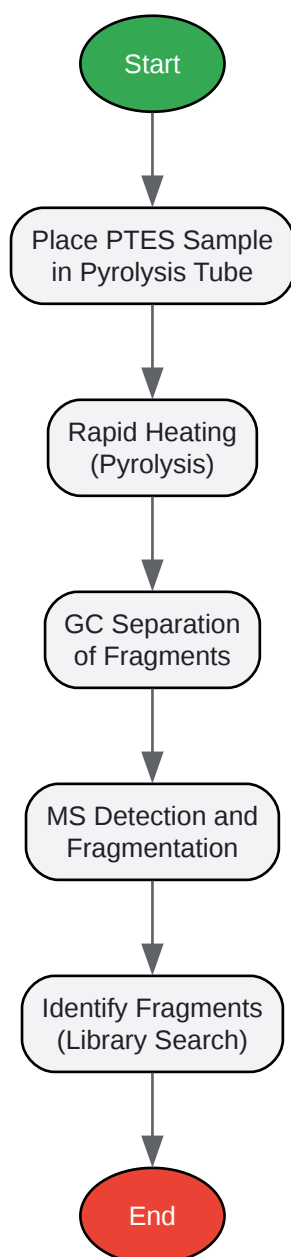 Start
Place PTES Sample
in Pyrolysis Tube
Rapid Heating
(Pyrolysis)
GC Separation
of Fragments
MS Detection and
Fragmentation
Identify Fragments
(Library Search)
End